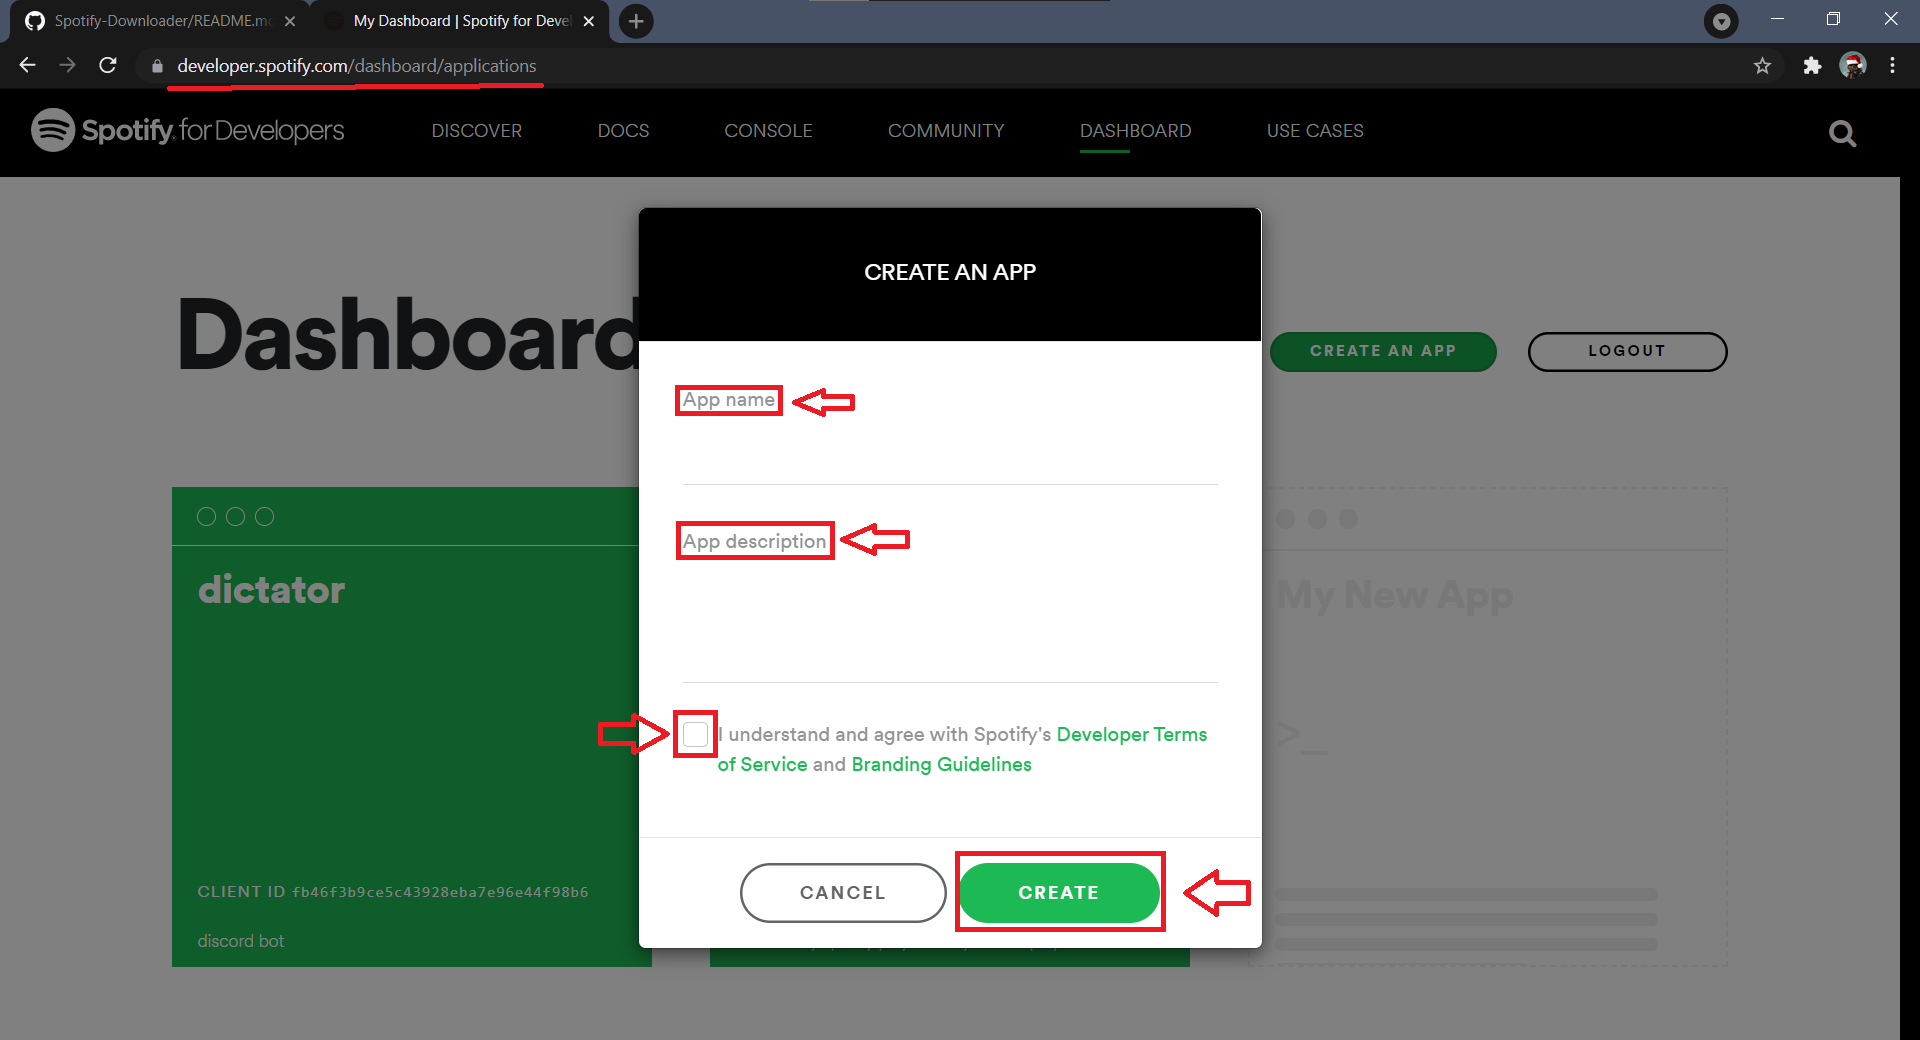 Spotify-Downloader/README.m
My Dashboard | Spotify for Deve
developer.spotify.com/dashboard/applications
Spotify for Developers
DISCOVER
DOCS
CONSOLE
COMMUNITY
DASHBOARD
USE CASES
CREATE AN APP
Dashboard
CREATE AN APP
LOGOUT
App name
App description
dictator
My New App
>_
I understand and agree with Spotify's Developer Terms
of Service and Branding Guidelines
CLIENT ID fb46f3b9ce5c43928eba7e96e44f98b6
CANCEL
CREATE
discord bot